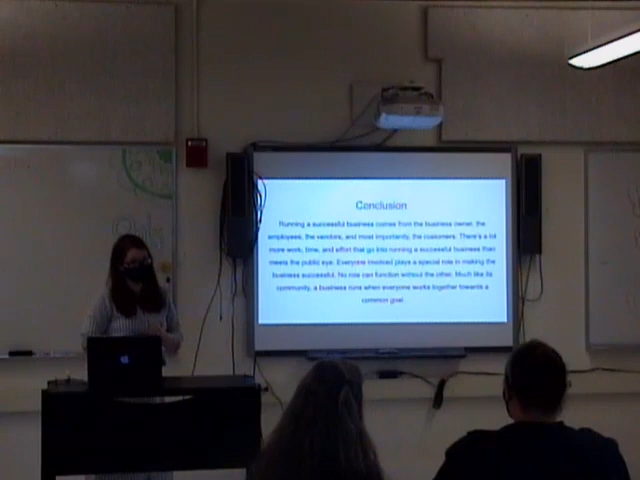 Conclusion
Running a successful business comes from the business owner, the
employees, the vendors, and most importantly, the customers. There's a lot
more work, time, and effort that go into running a successful business than
meets the public eye. Everyone involved plays a special role in making the
business successful. No role can function without the other. Much like its
community, a business runs when everyone works together towards a
common goal.